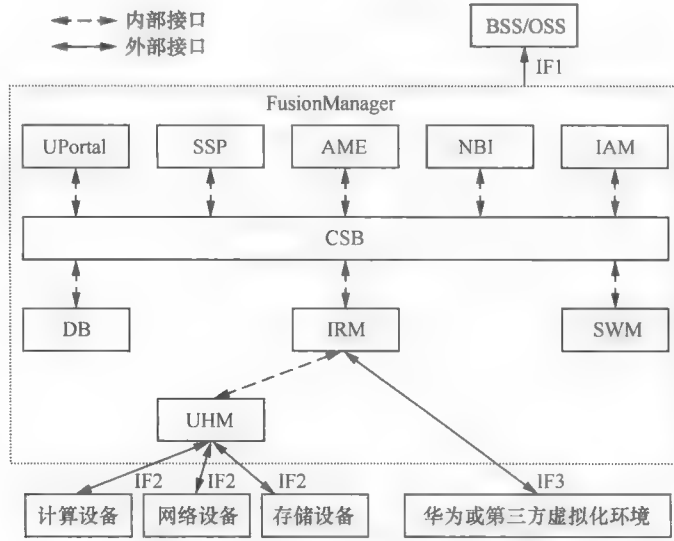 内部接口
外部接口
BSS/OSS
IF1
FusionManager
UPortal
SSP
AME
NBI
IAM
CSB
DB
IRM
SWM
UHM
IF2
IF2
IF2
IF3
计算设备
网络设备
存储设备
华为或第三方虚拟化环境